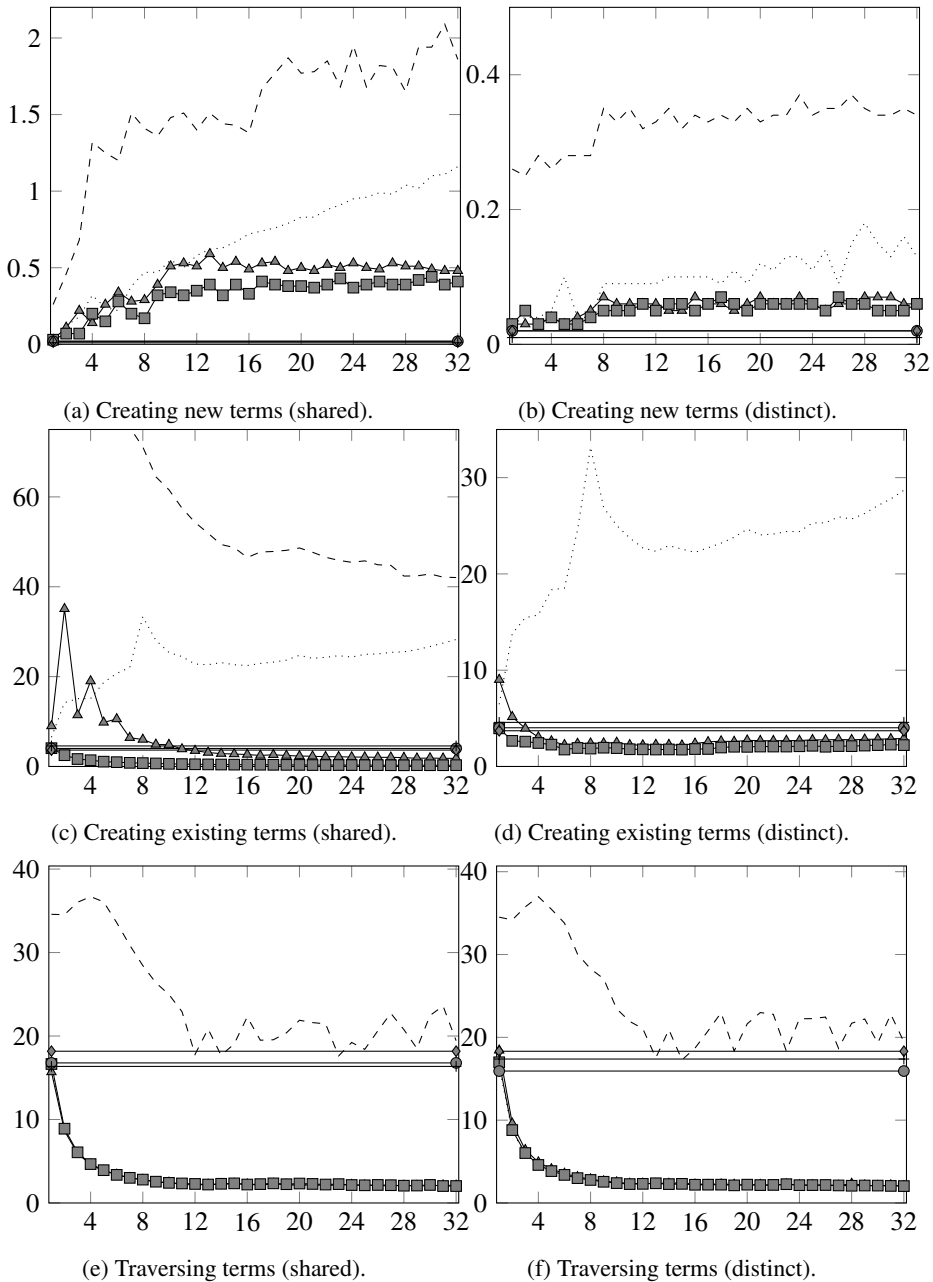 2
1.5
1
0.5
0
4 8 12 16 20 24 28 32
0.4
0.2
0
4 8 12 16 20 24 28 32
(a) Creating new terms (shared).
(b) Creating new terms (distinct).
60
40
20
0
4 8 12 16 20 24 28 32
30
20
10
0
4 8 12 16 20 24 28 32
(c) Creating existing terms (shared).
(d) Creating existing terms (distinct).
40
30
20
10
0
4 8 12 16 20 24 28 32
40
30
20
10
0
4 8 12 16 20 24 28 32
(e) Traversing terms (shared).
(f) Traversing terms (distinct).